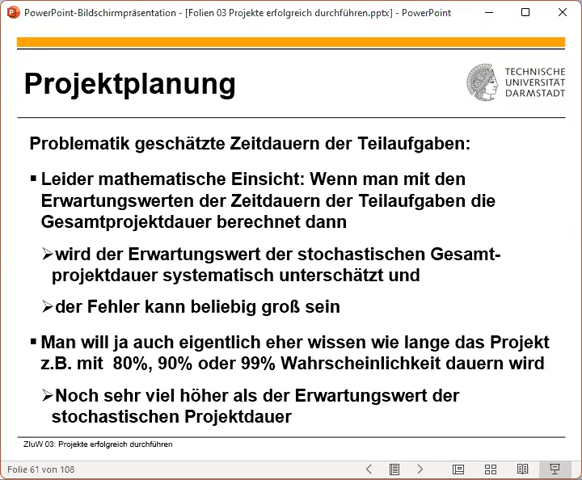 PowerPoint-Bildschirmpräsentation - [Folien 03 Projekte erfolgreich durchführen.pptx] - PowerPoint
Projektplanung
TECHNISCHE
UNIVERSITÄT
DARMSTADT
Problematik geschätzte Zeitdauern der Teilaufgaben:
▪ Leider mathematische Einsicht: Wenn man mit den
Erwartungswerten der Zeitdauern der Teilaufgaben die
Gesamtprojektdauer berechnet dann
➢wird der Erwartungswert der stochastischen Gesamt-
projektdauer systematisch unterschätzt und
➢der Fehler kann beliebig groß sein
▪ Man will ja auch eigentlich eher wissen wie lange das Projekt
z.B. mit 80%, 90% oder 99% Wahrscheinlichkeit dauern wird
➢Noch sehr viel höher als der Erwartungswert der
stochastischen Projektdauer
ZIuW 03: Projekte erfolgreich durchführen
Folie 61 von 108